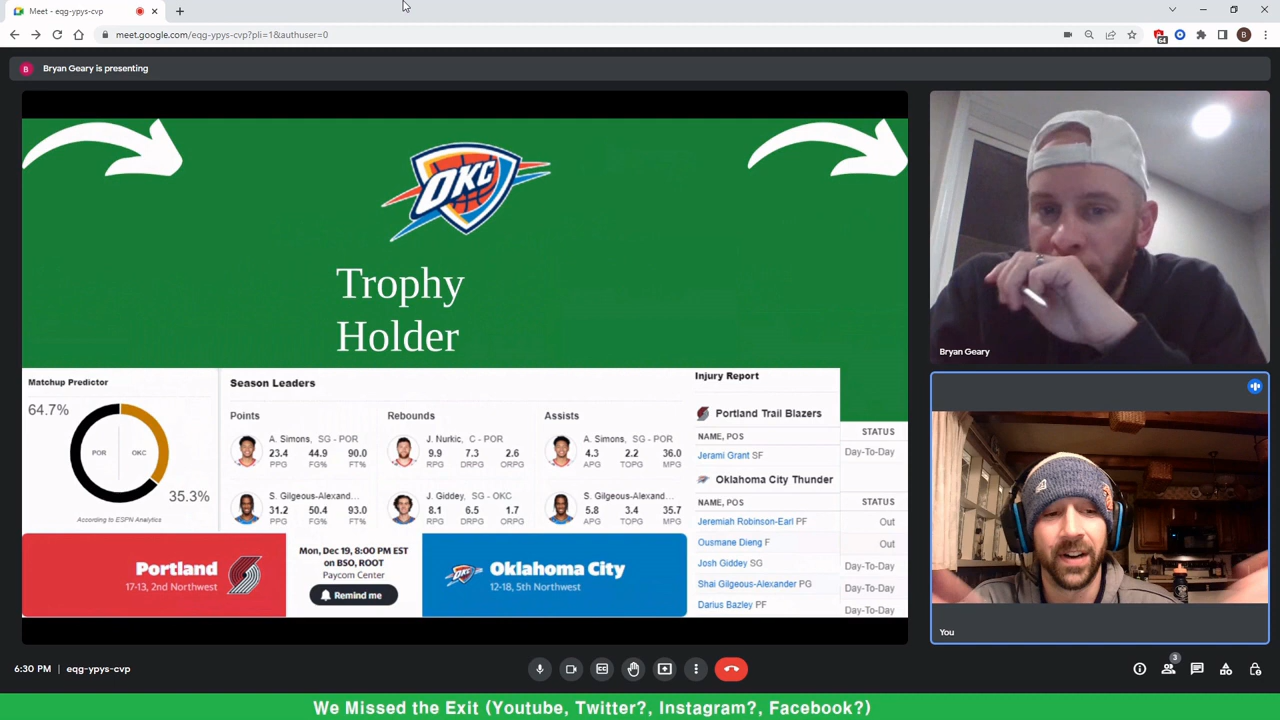 Meet - eqg-ypys-cvp
meet.google.com/eqg-ypys-cvp?pli=1&authuser=0
64
B
B
Bryan Geary is presenting
OKC
Trophy
Holder
Matchup Predictor
64.7%
POR
OKC
35.3%
According to ESPN Analytics
Season Leaders
Points
A. Simons, SG - POR
23.4 44.9 90.0
PPG FG% FT%
S. Gilgeous-Alexand...
31.2 50.4 93.0
PPG FG% FT%
Rebounds
J. Nurkic, C - POR
9.9 7.3 2.6
RPG DRPG ORPG
J. Giddey, SG - OKC
8.1 6.5 1.7
RPG DRPG ORPG
Assists
A. Simons, SG - POR
4.3 2.2 36.0
APG TOPG MPG
S. Gilgeous-Alexand...
5.8 3.4 35.7
APG TOPG MPG
Injury Report
Portland Trail Blazers
NAME, POS STATUS
Jerami Grant SF Day-To-Day
Oklahoma City Thunder
NAME, POS STATUS
Jeremiah Robinson-Earl PF Out
Ousmane Dieng F Out
Josh Giddey SG Day-To-Day
Shai Gilgeous-Alexander PG Day-To-Day
Darius Bazley PF Day-To-Day
Portland
17-13, 2nd Northwest
Mon, Dec 19, 8:00 PM EST
on BSO, ROOT
Paycom Center
Remind me
Oklahoma City
12-18, 5th Northwest
Bryan Geary
You
6:30 PM | eqg-ypys-cvp
3
We Missed the Exit (Youtube, Twitter?, Instagram?, Facebook?)